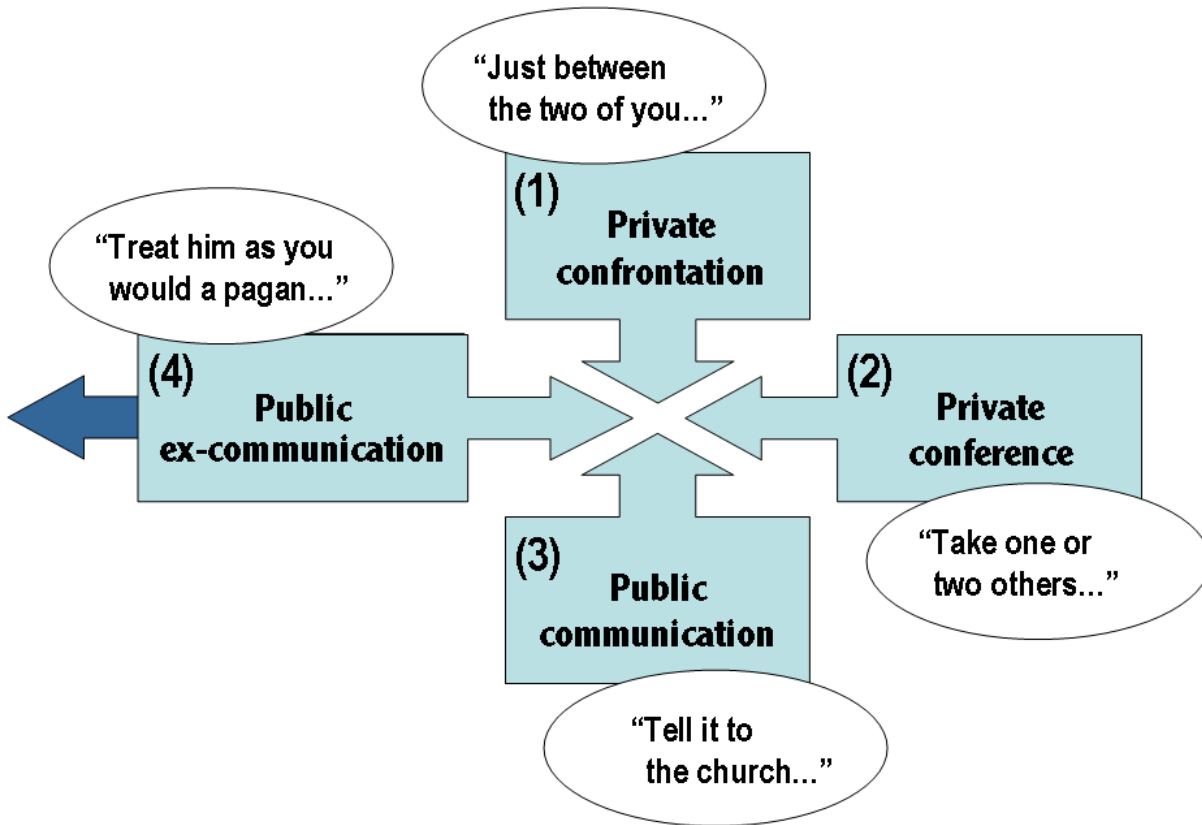 “Just between
the two of you…”
(1)
Private
confrontation
“Treat him as you
would a pagan…”
(4)
Public
ex-communication
(2)
Private
conference
“Take one or
two others…”
(3)
Public
communication
“Tell it to
the church…”